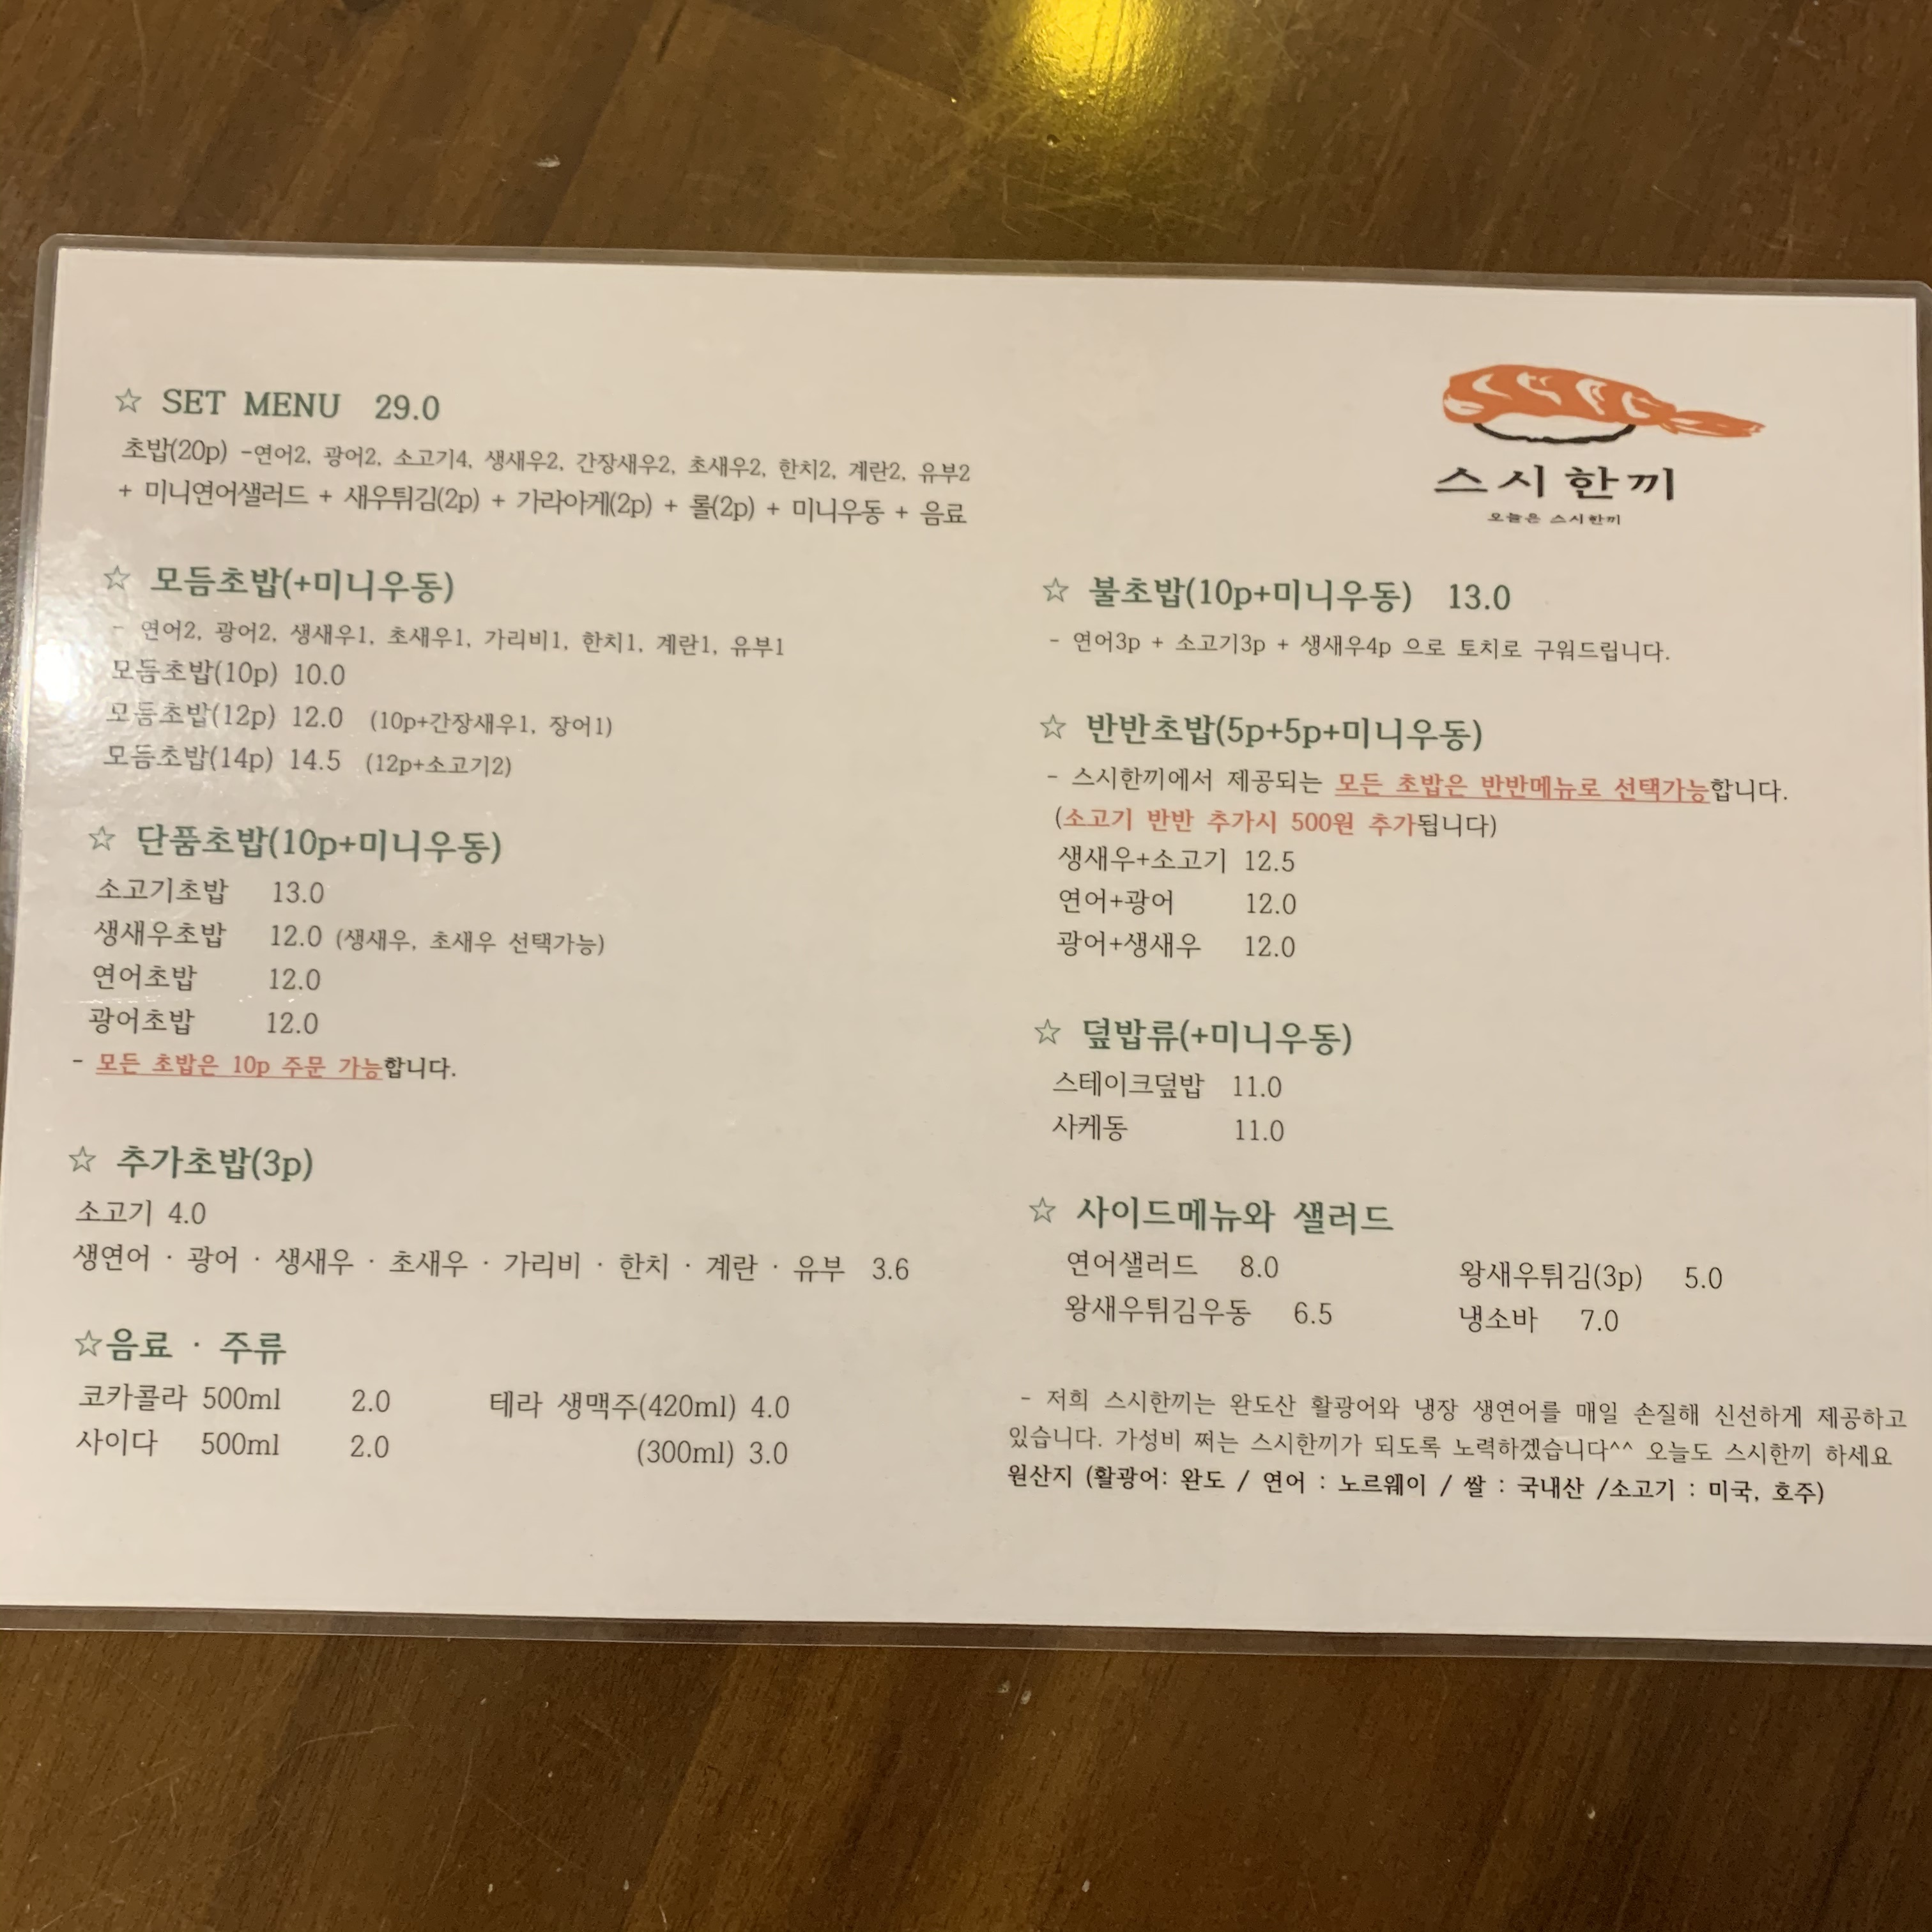 ☆ SET MENU 29.0
초밥(20p) -연어2, 광어2, 소고기4, 생새우2, 간장새우2, 초새우2, 한치2, 계란2, 유부2
+ 미니연어샐러드 + 새우튀김(2p) + 가라아게(2p) + 롤(2p) + 미니우동 + 음료
☆ 모듬초밥(+미니우동)
- 연어2, 광어2, 생새우1, 초새우1, 가리비1, 한치1, 계란1, 유부1
모듬초밥(10p) 10.0
모듬초밥(12p) 12.0 (10p+간장새우1, 장어1)
모듬초밥(14p) 14.5 (12p+소고기2)
☆ 단품초밥(10p+미니우동)
소고기초밥 13.0
생새우초밥 12.0 (생새우, 초새우 선택가능)
연어초밥 12.0
광어초밥 12.0
- 모든 초밥은 10p 주문 가능합니다.
☆ 추가초밥(3p)
소고기 4.0
생연어 · 광어 · 생새우 · 초새우 · 가리비 · 한치 · 계란 · 유부 3.6
☆음료 · 주류
코카콜라 500ml 2.0 테라 생맥주(420ml) 4.0
사이다 500ml 2.0 (300ml) 3.0
스시한끼
오늘은 스시한끼
☆ 불초밥(10p+미니우동) 13.0
- 연어3p + 소고기3p + 생새우4p 으로 토치로 구워드립니다.
☆ 반반초밥(5p+5p+미니우동)
- 스시한끼에서 제공되는 모든 초밥은 반반메뉴로 선택가능합니다.
(소고기 반반 추가시 500원 추가됩니다)
생새우+소고기 12.5
연어+광어 12.0
광어+생새우 12.0
☆ 덮밥류(+미니우동)
스테이크덮밥 11.0
사케동 11.0
☆ 사이드메뉴와 샐러드
연어샐러드 8.0 왕새우튀김(3p) 5.0
왕새우튀김우동 6.5 냉소바 7.0
- 저희 스시한끼는 완도산 활광어와 냉장 생연어를 매일 손질해 신선하게 제공하고
있습니다. 가성비 쩌는 스시한끼가 되도록 노력하겠습니다^^ 오늘도 스시한끼 하세요
원산지 (활광어: 완도 / 연어 : 노르웨이 / 쌀 : 국내산 /소고기 : 미국, 호주)